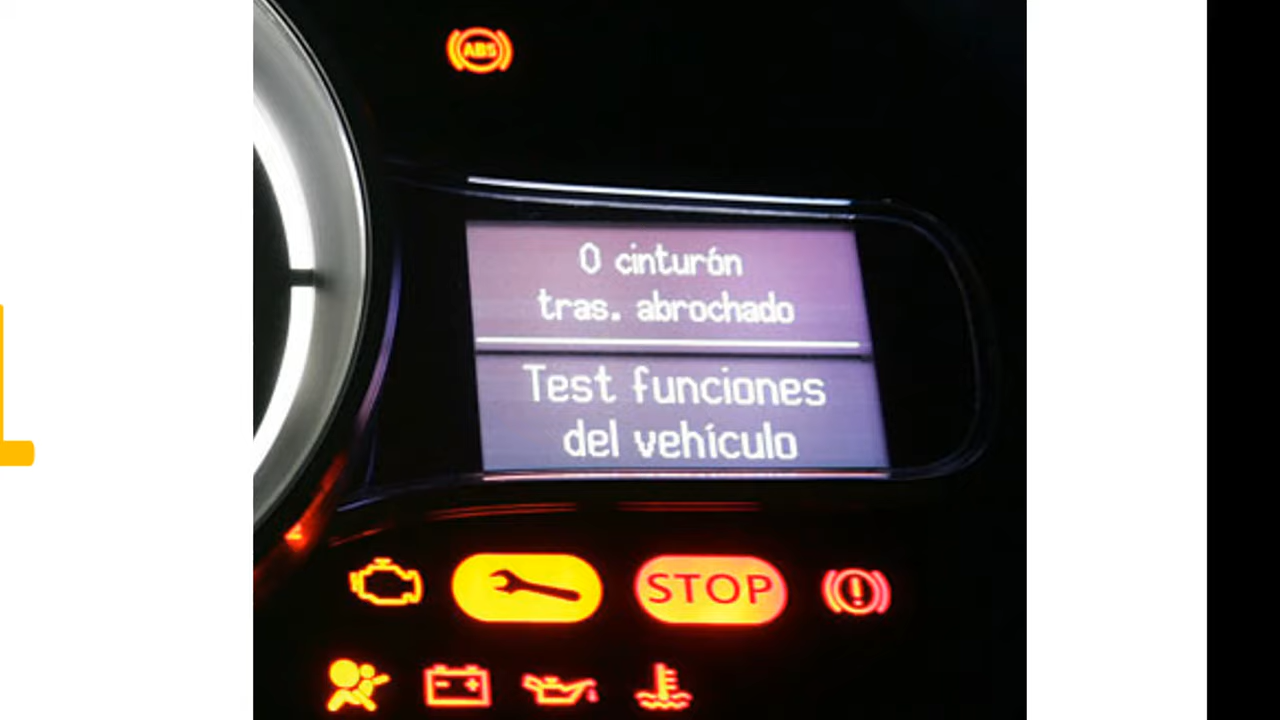 ABS
0 cinturón
tras. abrochado
Test funciones
del vehículo
STOP